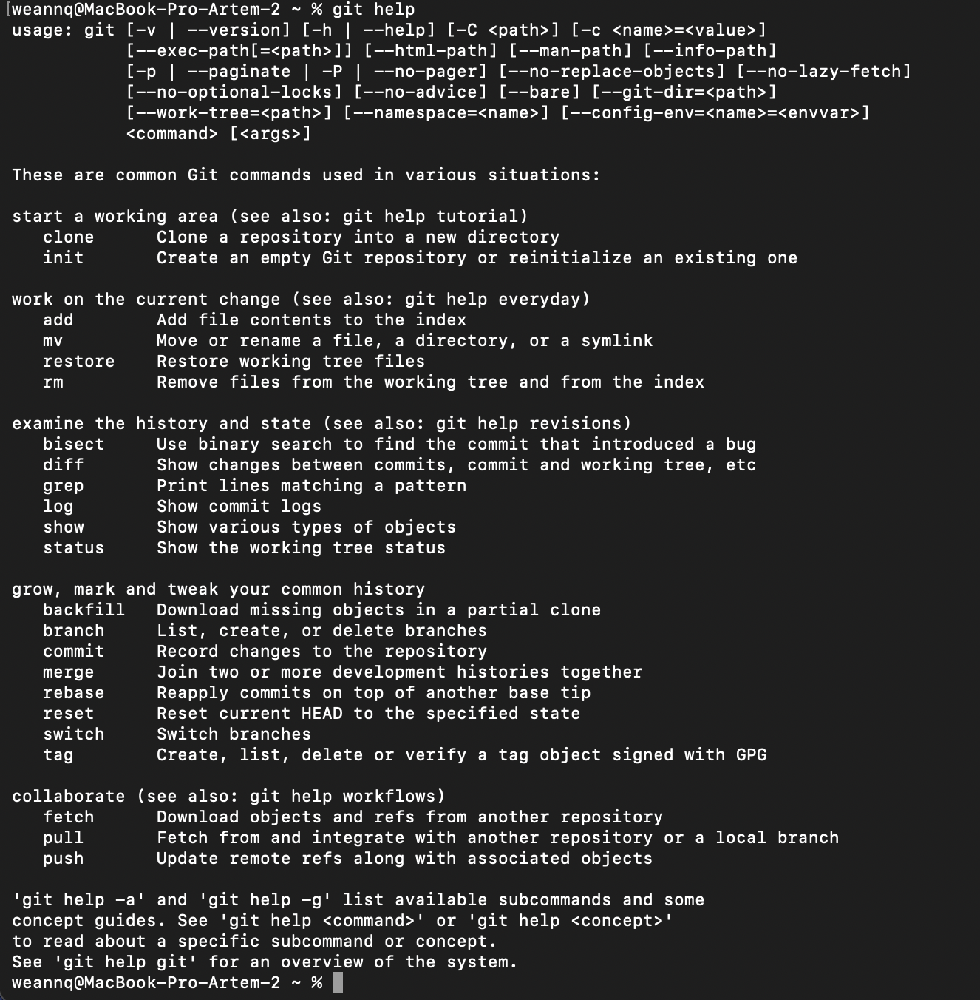 [weannq@MacBook-Pro-Artem-2 ~ % git help
usage: git [-v | --version] [-h | --help] [-C <path>] [-c <name>=<value>]
           [--exec-path[=<path>]] [--html-path] [--man-path] [--info-path]
           [-p | --paginate | -P | --no-pager] [--no-replace-objects] [--no-lazy-fetch]
           [--no-optional-locks] [--no-advice] [--bare] [--git-dir=<path>]
           [--work-tree=<path>] [--namespace=<name>] [--config-env=<name>=<envvar>]
           <command> [<args>]

These are common Git commands used in various situations:

start a working area (see also: git help tutorial)
   clone      Clone a repository into a new directory
   init       Create an empty Git repository or reinitialize an existing one

work on the current change (see also: git help everyday)
   add        Add file contents to the index
   mv         Move or rename a file, a directory, or a symlink
   restore    Restore working tree files
   rm         Remove files from the working tree and from the index

examine the history and state (see also: git help revisions)
   bisect     Use binary search to find the commit that introduced a bug
   diff       Show changes between commits, commit and working tree, etc
   grep       Print lines matching a pattern
   log        Show commit logs
   show       Show various types of objects
   status     Show the working tree status

grow, mark and tweak your common history
   backfill   Download missing objects in a partial clone
   branch     List, create, or delete branches
   commit     Record changes to the repository
   merge      Join two or more development histories together
   rebase     Reapply commits on top of another base tip
   reset      Reset current HEAD to the specified state
   switch     Switch branches
   tag        Create, list, delete or verify a tag object signed with GPG

collaborate (see also: git help workflows)
   fetch      Download objects and refs from another repository
   pull       Fetch from and integrate with another repository or a local branch
   push       Update remote refs along with associated objects

'git help -a' and 'git help -g' list available subcommands and some
concept guides. See 'git help <command>' or 'git help <concept>'
to read about a specific subcommand or concept.
See 'git help git' for an overview of the system.
weannq@MacBook-Pro-Artem-2 ~ %